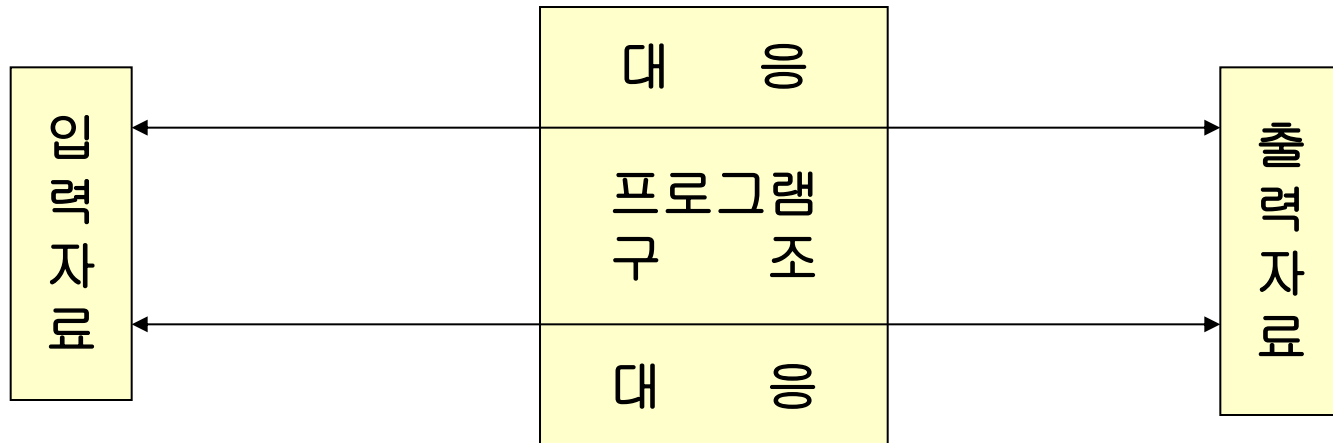 입력자료
대 응
프로그램
구 조
대 응
출력자료